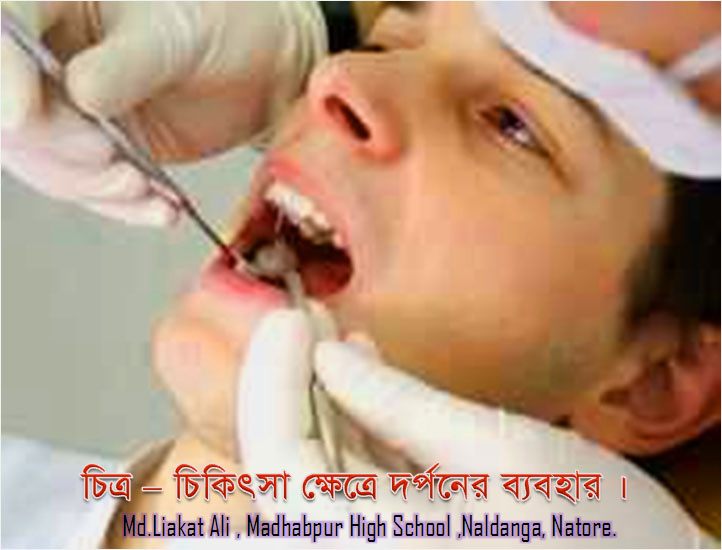 চিত্র – চিকিৎসা ক্ষেত্রে দর্পনের ব্যবহার ।
Md.Liakat Ali , Madhabpur High School ,Naldanga, Natore.